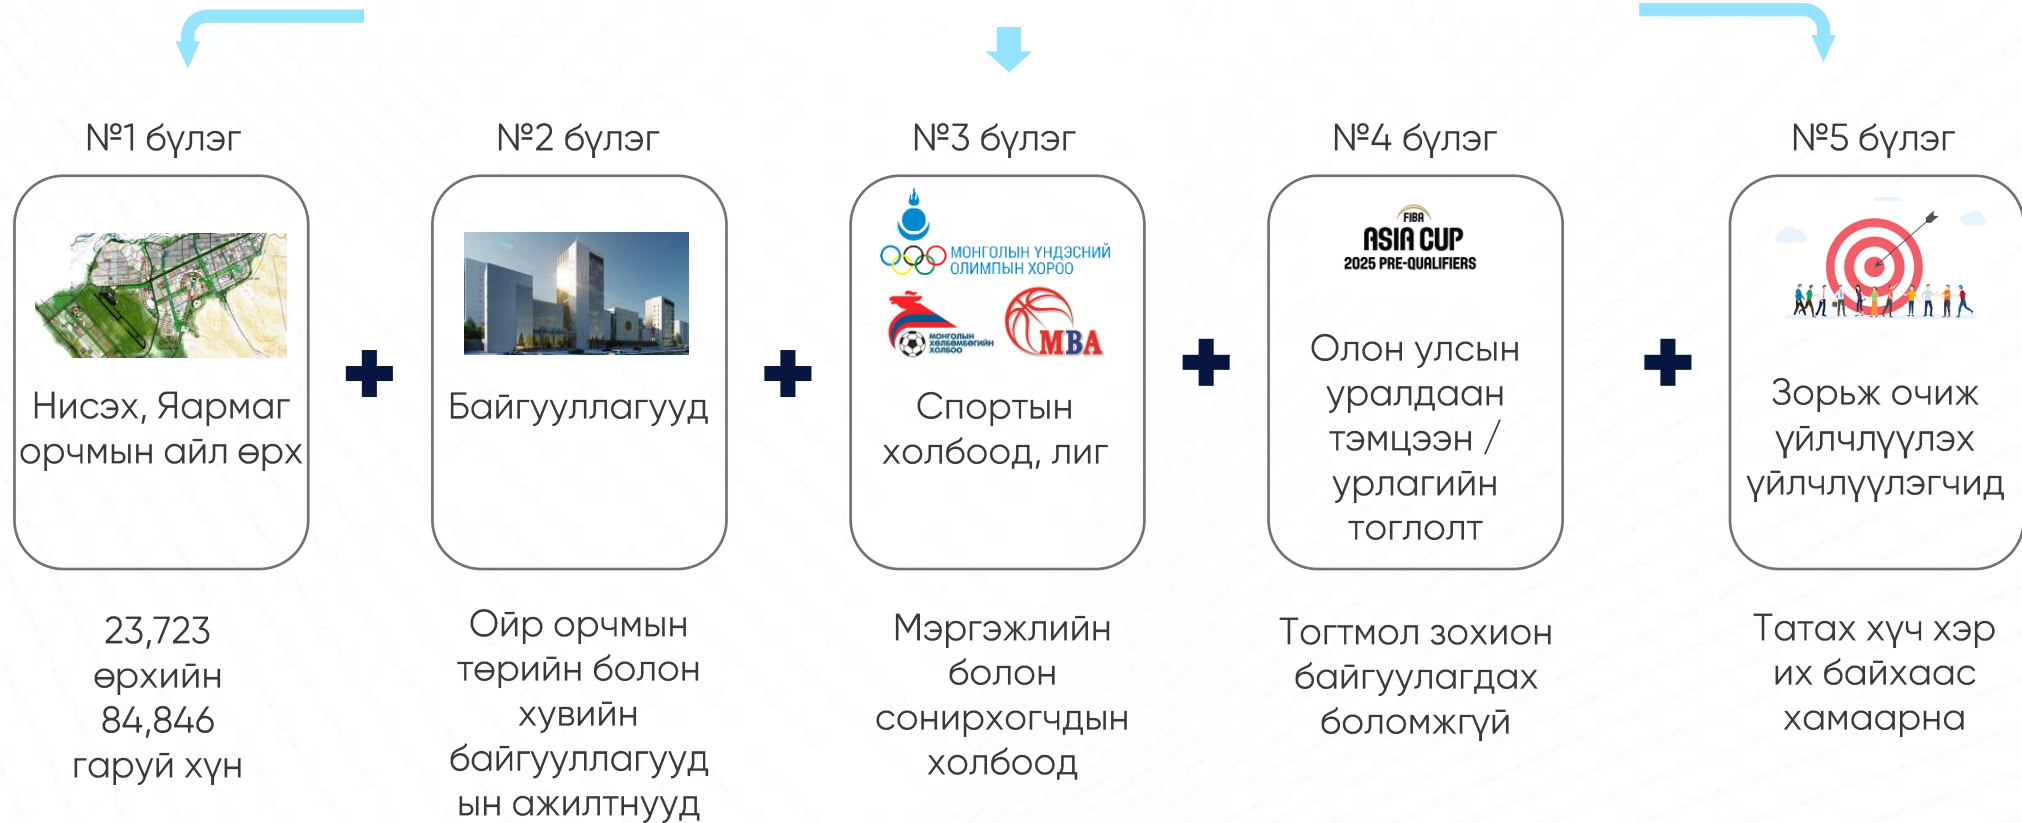 №1 бүлэг
Нисэх, Яармаг
орчмын айл өрх
23,723
өрхийн
84,846
гаруй хүн
№2 бүлэг
Байгууллагууд
Ойр орчмын
төрийн болон
хувийн
байгууллагууд
ын ажилтнууд
№3 бүлэг
МОНГОЛЫН ҮНДЭСНИЙ
ОЛИМПЫН ХОРОО
МОНГОЛЫН
ХӨЛБӨМБӨГИЙН
ХОЛБОО
MBA
Спортын
холбоод, лиг
Мэргэжлийн
болон
сонирхогчдын
холбоод
№4 бүлэг
FIBA
ASIA CUP
2025 PRE-QUALIFIERS
Олон улсын
уралдаан
тэмцээн /
урлагийн
тоглолт
Тогтмол зохион
байгуулагдах
боломжгүй
№5 бүлэг
Зорьж очиж
үйлчлүүлэх
үйлчлүүлэгчид
Татах хүч хэр
их байхаас
хамаарна